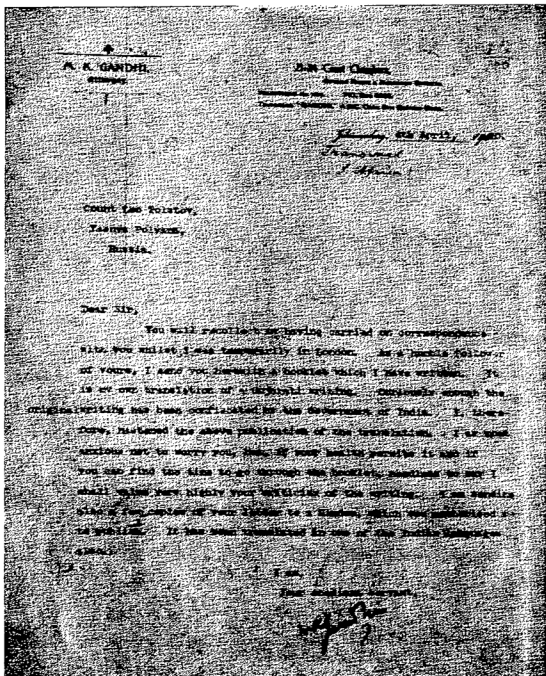 M. K. GANDHI.
ATTORNEY.
21-24 Court Chambers,
4th April, 1910
Transvaal
S. Africa
Count Leo Tolstoy,
Yasnya Polyana,
Russia.
Dear Sir,
You will recollect my having carried on correspondence
with you whilst I was temporarily in London. As a humble follower
of yours, I send you herewith a booklet which I have written. It
is my own translation of a Gujarati writing. Curiously enough the
original writing has been confiscated by the Government of India. I, there-
fore, hastened the above publication of the translation. I am most
anxious not to worry you, but, if your health permits it and if
you can find the time to go through the booklet, needless to say I
shall value very highly your criticism of the writing. I am sending
also a few copies of your letter to a Hindoo, which you authorised me
to publish. It has been translated in one of the Indian languages
also.
I am,
Your obedient servant,
MKGandhi